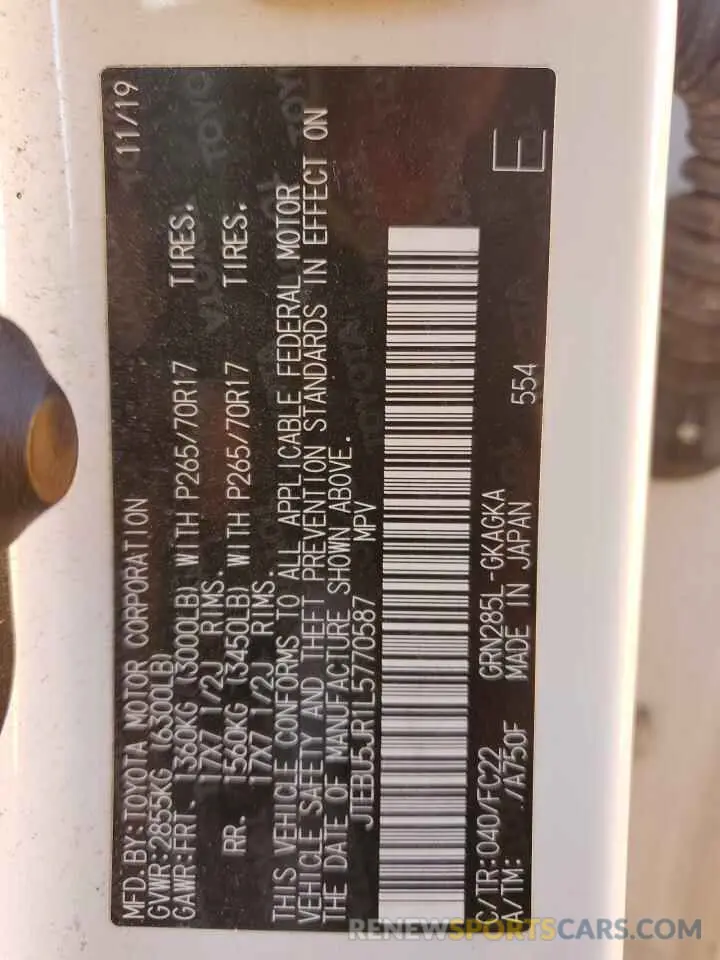 MFD. BY: TOYOTA MOTOR CORPORATION 11/19
GVWR: 2855KG (6300LB)
GAWR: FRT. 1360KG (3000LB) WITH P265/70R17 TIRES.
17X7 1/2J RIMS.
RR. 1560KG (3450LB) WITH P265/70R17 TIRES.
17X7 1/2J RIMS.
THIS VEHICLE CONFORMS TO ALL APPLICABLE FEDERAL MOTOR
VEHICLE SAFETY AND THEFT PREVENTION STANDARDS IN EFFECT ON
THE DATE OF MANUFACTURE SHOWN ABOVE.
JTEBU5JR1L5770587 MPV
C/TR: 040/FC22 GRN285L-GKAGKA
A/TM: /A750F MADE IN JAPAN 554
E
RENEWSPORTSCARS.COM